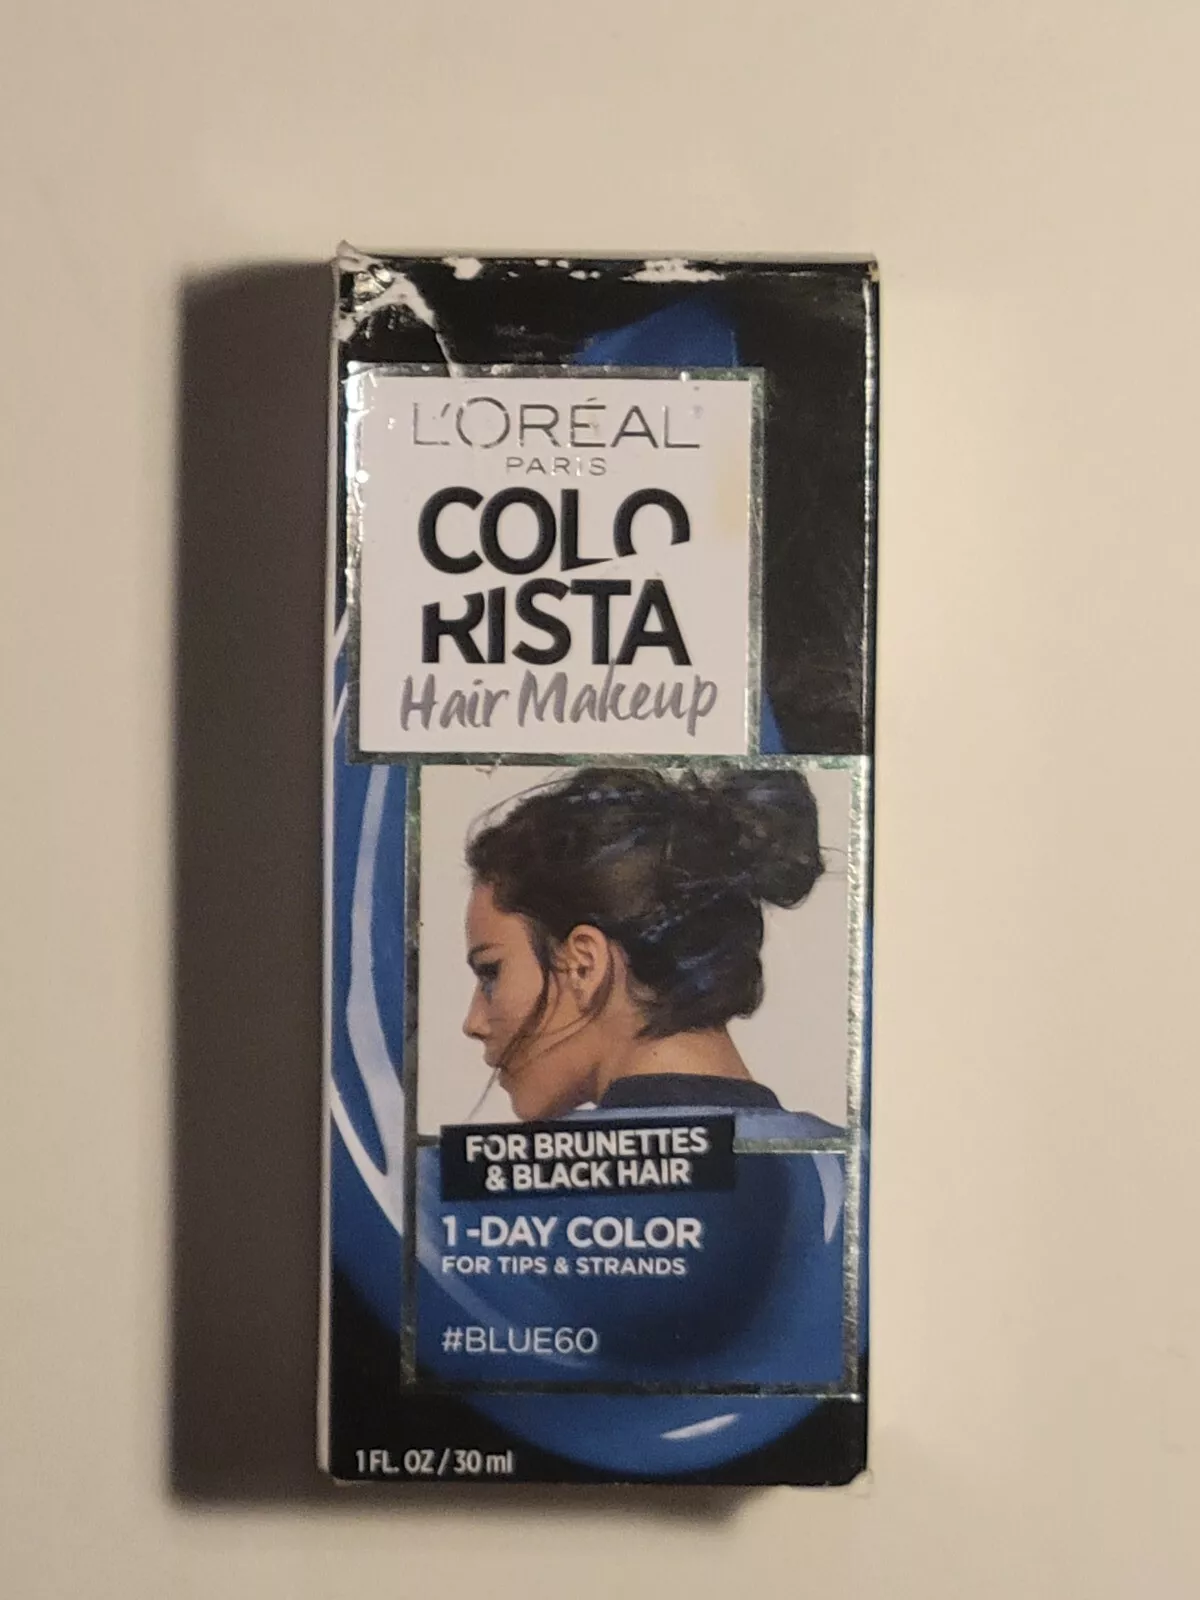 L'ORÉAL
PARIS
COLO
RISTA
Hair Makeup
FOR BRUNETTES
& BLACK HAIR
1-DAY COLOR
FOR TIPS & STRANDS
#BLUE60
1 FL. OZ / 30 ml